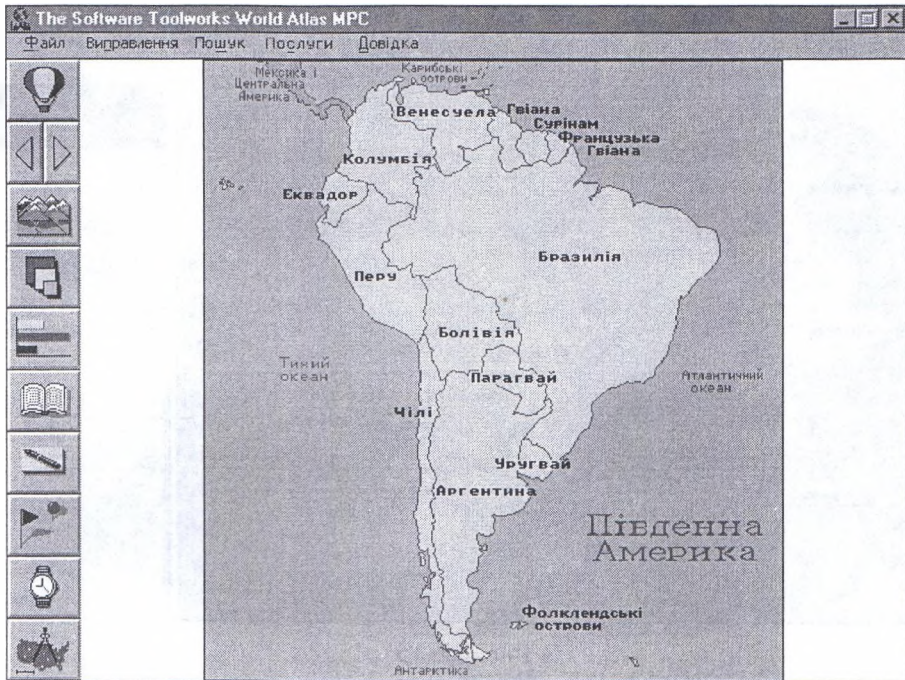 The Software Toolworks World Atlas MPC
Файл Виправлення Пошук Послуги Довідка
Мексика і
Центральна
Америка
Карибські
острови
Венесуела
Гвіана
Сурінам
Французька
Гвіана
Колумбія
Еквадор
Бразилія
Перу
Болівія
Тихий
океан
Парагвай
Атлантичний
океан
Чілі
Уругвай
Аргентина
Південна
Америка
Фолклендські
острови
Антарктика